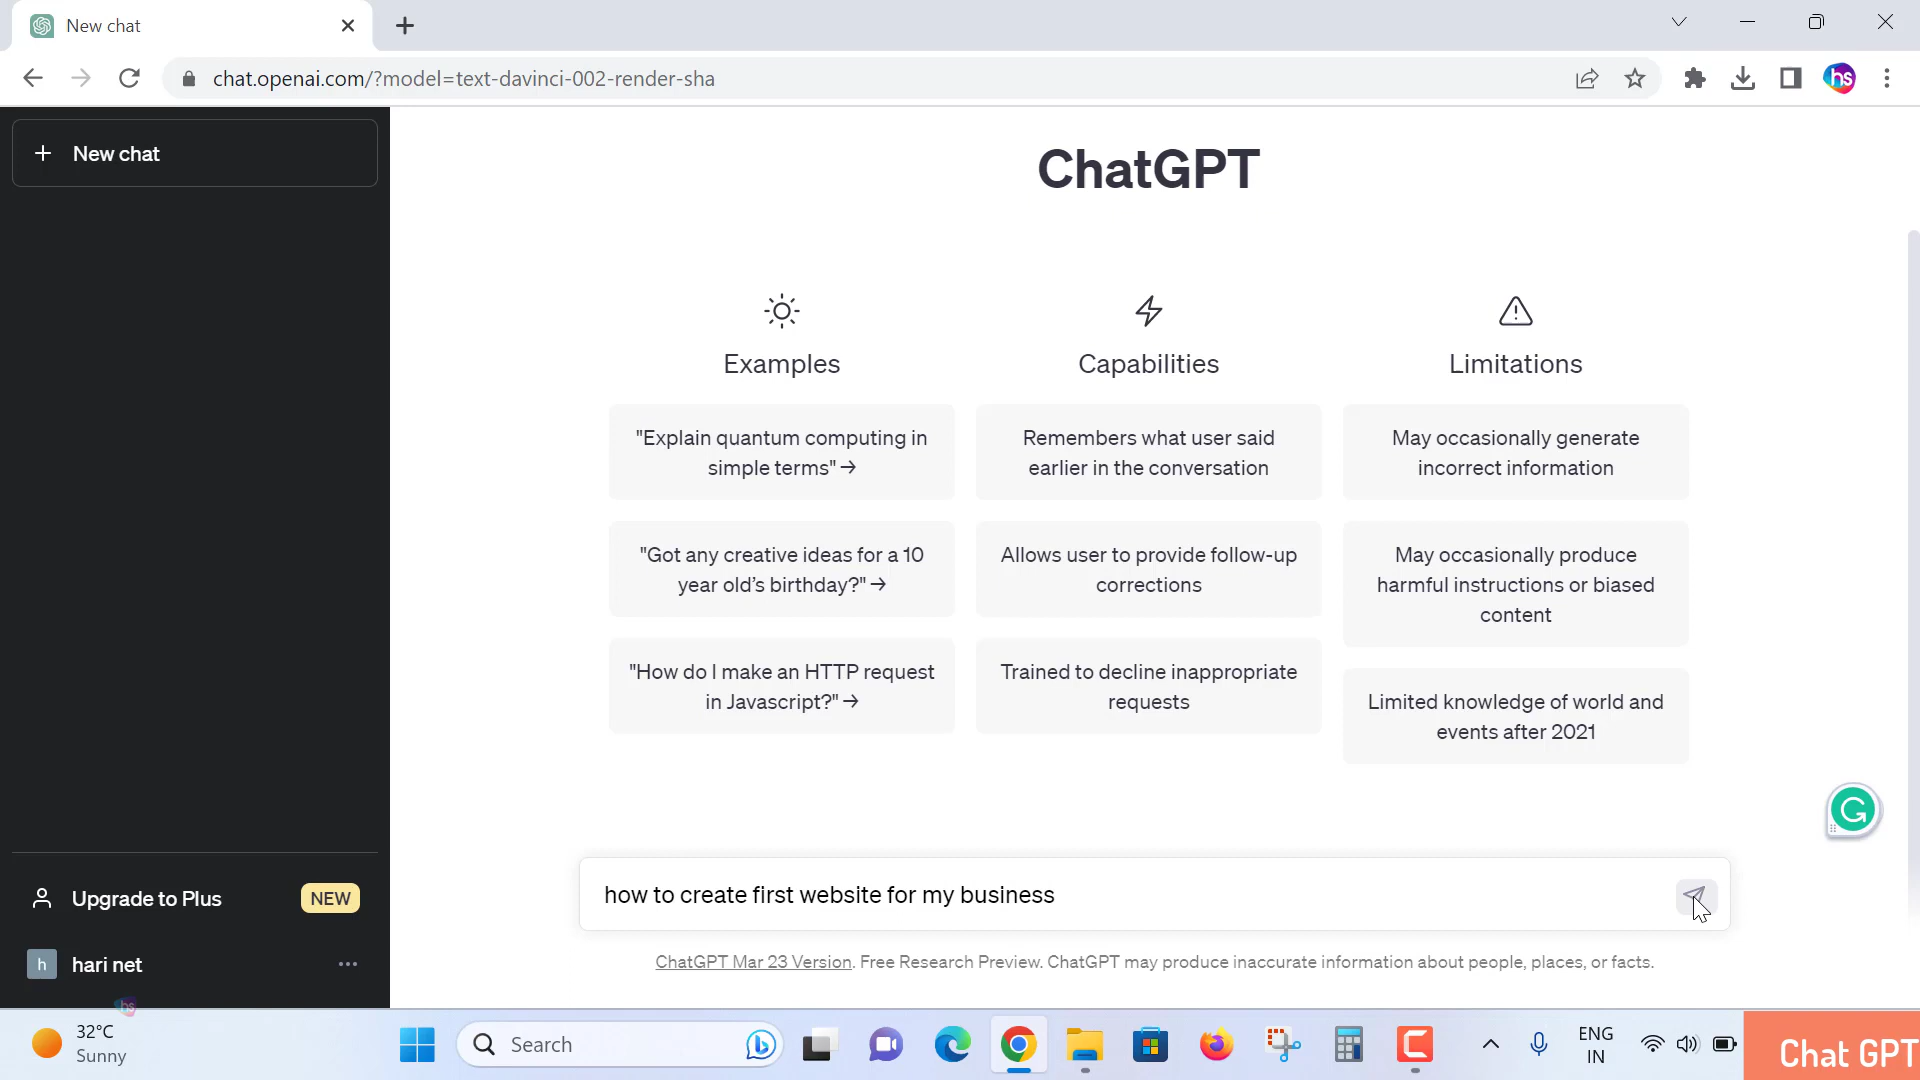 New chat
chat.openai.com/?model=text-davinci-002-render-sha
hs
New chat
ChatGPT
Examples
Capabilities
Limitations
"Explain quantum computing in
simple terms" →
Remembers what user said
earlier in the conversation
May occasionally generate
incorrect information
"Got any creative ideas for a 10
year old’s birthday?" →
Allows user to provide follow-up
corrections
May occasionally produce
harmful instructions or biased
content
"How do I make an HTTP request
in Javascript?" →
Trained to decline inappropriate
requests
Limited knowledge of world and
events after 2021
Upgrade to Plus
NEW
how to create first website for my business
h
hari net
ChatGPT Mar 23 Version. Free Research Preview. ChatGPT may produce inaccurate information about people, places, or facts.
hs
32°C
Sunny
Search
ENG
IN
Chat GPT